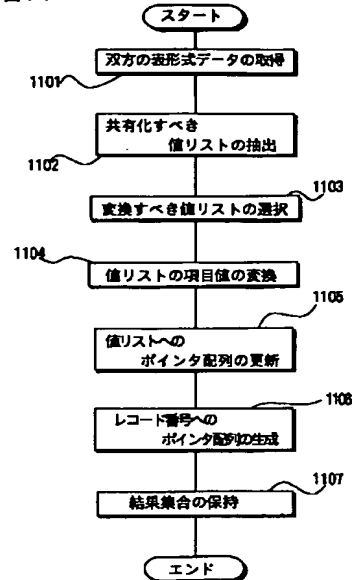 スタート
双方の表形式データの取得
1101
共有化すべき
値リストの抽出
1102
1103
変換すべき値リストの選択
1104
値リストの項目値の変換
1105
値リストへの
ポインタ配列の更新
1106
レコード番号への
ポインタ配列の生成
1107
結果集合の保持
エンド